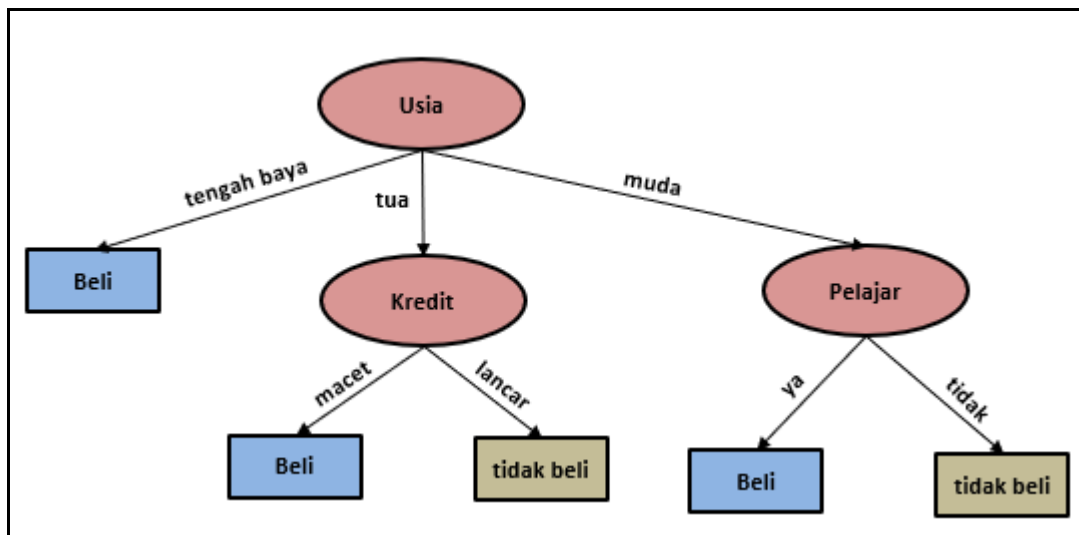 Usia
tengah baya
tua
muda
Beli
Kredit
Pelajar
macet
lancar
ya
tidak
Beli
tidak beli
Beli
tidak beli